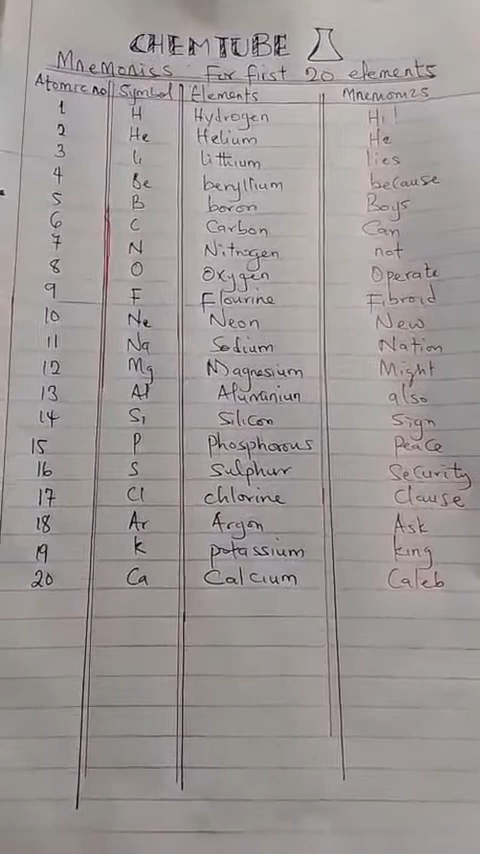 CHEMTUBE
Mnemoniss: For first 20 elements
Atomic no Symbol Elements Mnemonizs
1 H Hydrogen Hi!
2 He Helium He
3 Li lithium lies
4 Be beryllium because
5 B boron Boys
6 C Carbon Can
7 N Nitrogen not
8 O Oxygen Operate
9 F Flourine Fibroid
10 Ne Neon New
11 Na Sodium Nation
12 Mg Magnesium Might
13 Al Aluminiun also
14 Si Silicon Sign
15 P phosphorous Peace
16 S Sulphur Security
17 Cl chlorine Clause
18 Ar Argon Ask
19 K potassium king
20 Ca Calcium Caleb